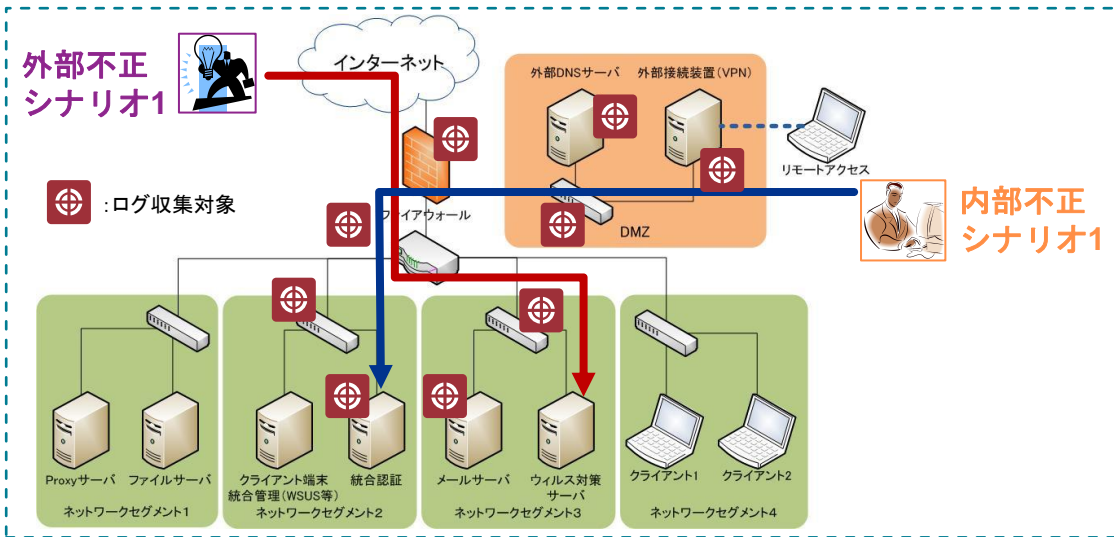 外部不正
シナリオ1
インターネット
外部DNSサーバ
外部接続装置(VPN)
リモートアクセス
:ログ収集対象
ファイアウォール
DMZ
内部不正
シナリオ1
Proxyサーバ
ファイルサーバ
ネットワークセグメント1
クライアント端末
統合管理(WSUS等)
統合認証
ネットワークセグメント2
メールサーバ
ウィルス対策
サーバ
ネットワークセグメント3
クライアント1
クライアント2
ネットワークセグメント4